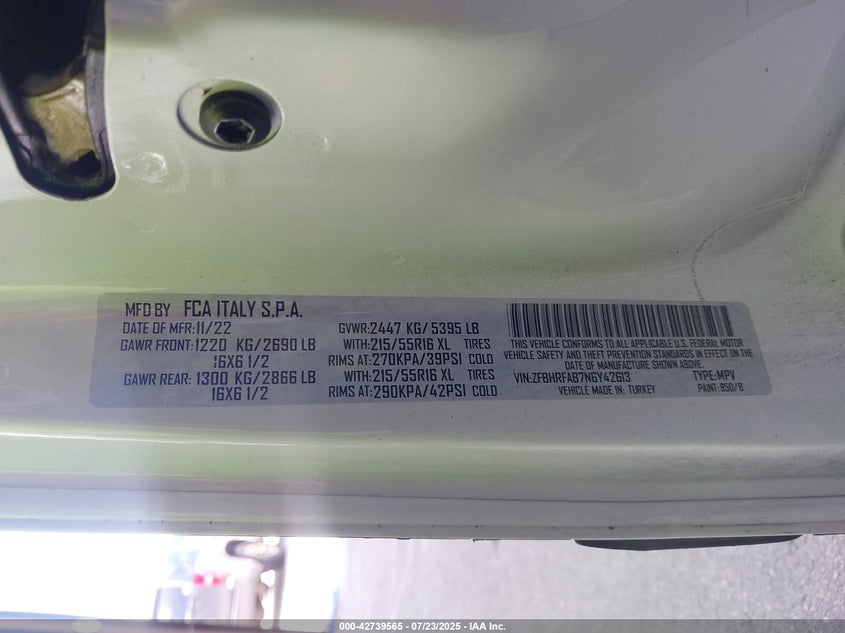 MFD BY FCA ITALY S.P.A.
DATE OF MFR:11/22 GVWR:2447 KG/5395 LB
GAWR FRONT:1220 KG/2690 LB WITH:215/55R16 XL TIRES
16X6 1/2 RIMS AT:270KPA/39PSI COLD
GAWR REAR: 1300 KG/2866 LB WITH:215/55R16 XL TIRES
16X6 1/2 RIMS AT:290KPA/42PSI COLD
THIS VEHICLE CONFORMS TO ALL APPLICABLE U.S. FEDERAL MOTOR
VEHICLE SAFETY AND THEFT PREVENTION STANDARDS IN EFFECT ON THE
DATE OF MANUFACTURE SHOWN ABOVE.
VIN:ZFBHRFAB7N6Y42613 TYPE:MPV
VEHICLE MADE IN: TURKEY PAINT: 850/B
000-42739565 - 07/23/2025 - IAA Inc.